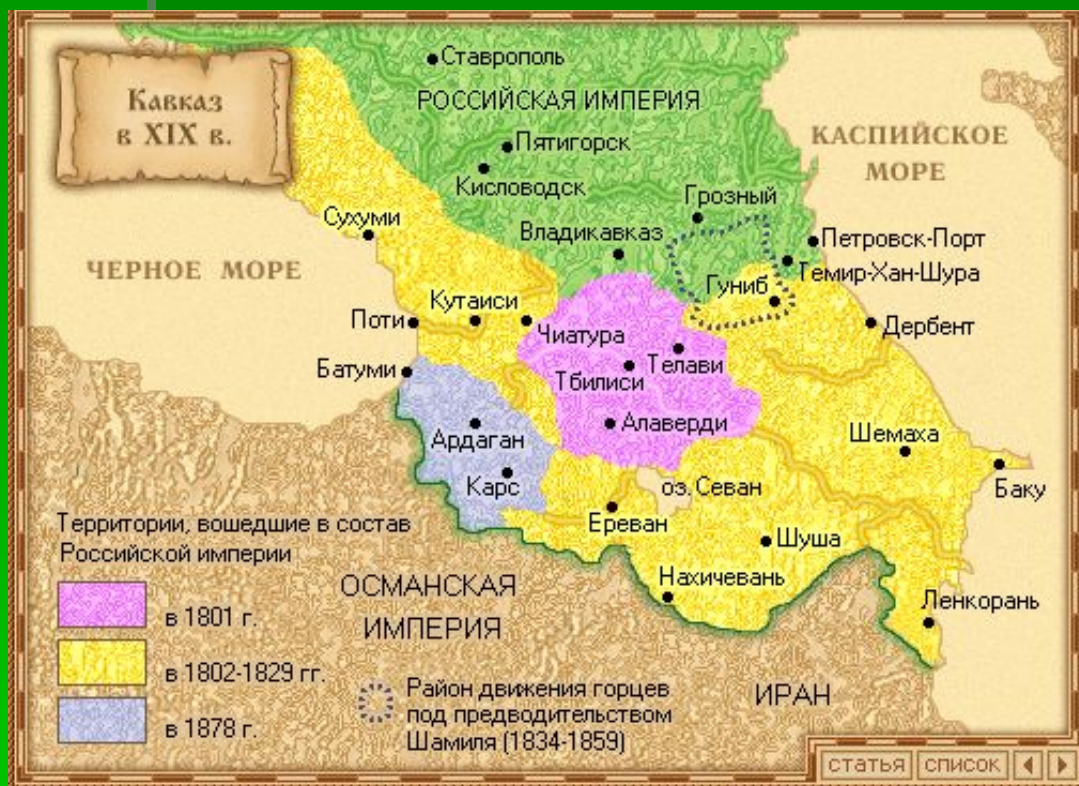 Кавказ
в XIX в.
Ставрополь
РОССИЙСКАЯ ИМПЕРИЯ
Пятигорск
Кисловодск
КАСПИЙСКОЕ
МОРЕ
Грозный
Сухуми
Владикавказ
Петровск-Порт
Темир-Хан-Шура
ЧЕРНОЕ МОРЕ
Гуниб
Кутаиси
Поти
Чиатура
Дербент
Телави
Батуми
Тбилиси
Алаверди
Ардаган
Шемаха
Карс
оз. Севан
Баку
Ереван
Шуша
Нахичевань
Ленкорань
ОСМАНСКАЯ
ИМПЕРИЯ
ИРАН
Территории, вошедшие в состав
Российской империи
в 1801 г.
в 1802-1829 гг.
в 1878 г.
Район движения горцев
под предводительством
Шамиля (1834-1859)
статья список